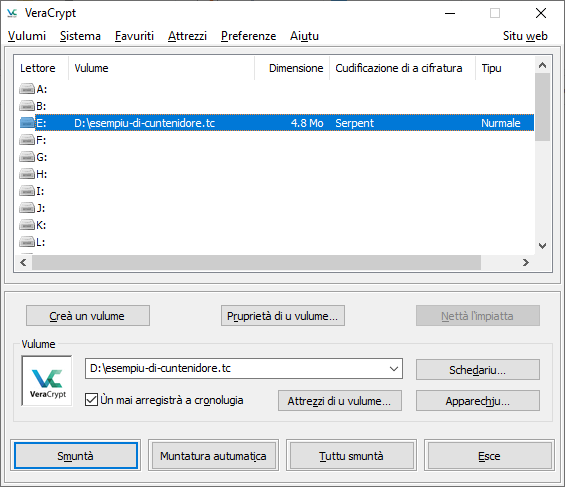 VeraCrypt
Vulumi Sistema Favuriti Attrezzi Preferenze Aiutu Situ web
Lettore Volume Dimensione Cudificazione di a cifratura Tipu
A:
B:
E: D:\esempiu-di-cuntenidore.tc 4.8 Mo Serpent Nurmale
F:
G:
H:
I:
J:
K:
L:
Creà un vulume Pruprietà di u vulume... Nettà l'impiatta
Vulume
VeraCrypt
D:\esempiu-di-cuntenidore.tc Schedariu...
Ùn mai arregistrà a cronulogia Attrezzi di u vulume... Apparechju...
Smuntà Muntatura autumatica Tuttu smuntà Esce